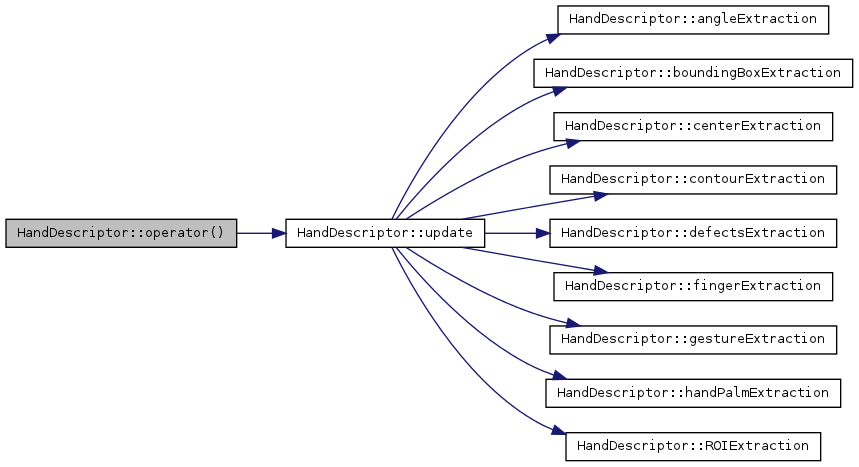 HandDescriptor::operator()
HandDescriptor::update
HandDescriptor::angleExtraction
HandDescriptor::boundingBoxExtraction
HandDescriptor::centerExtraction
HandDescriptor::contourExtraction
HandDescriptor::defectsExtraction
HandDescriptor::fingerExtraction
HandDescriptor::gestureExtraction
HandDescriptor::handPalmExtraction
HandDescriptor::ROIExtraction